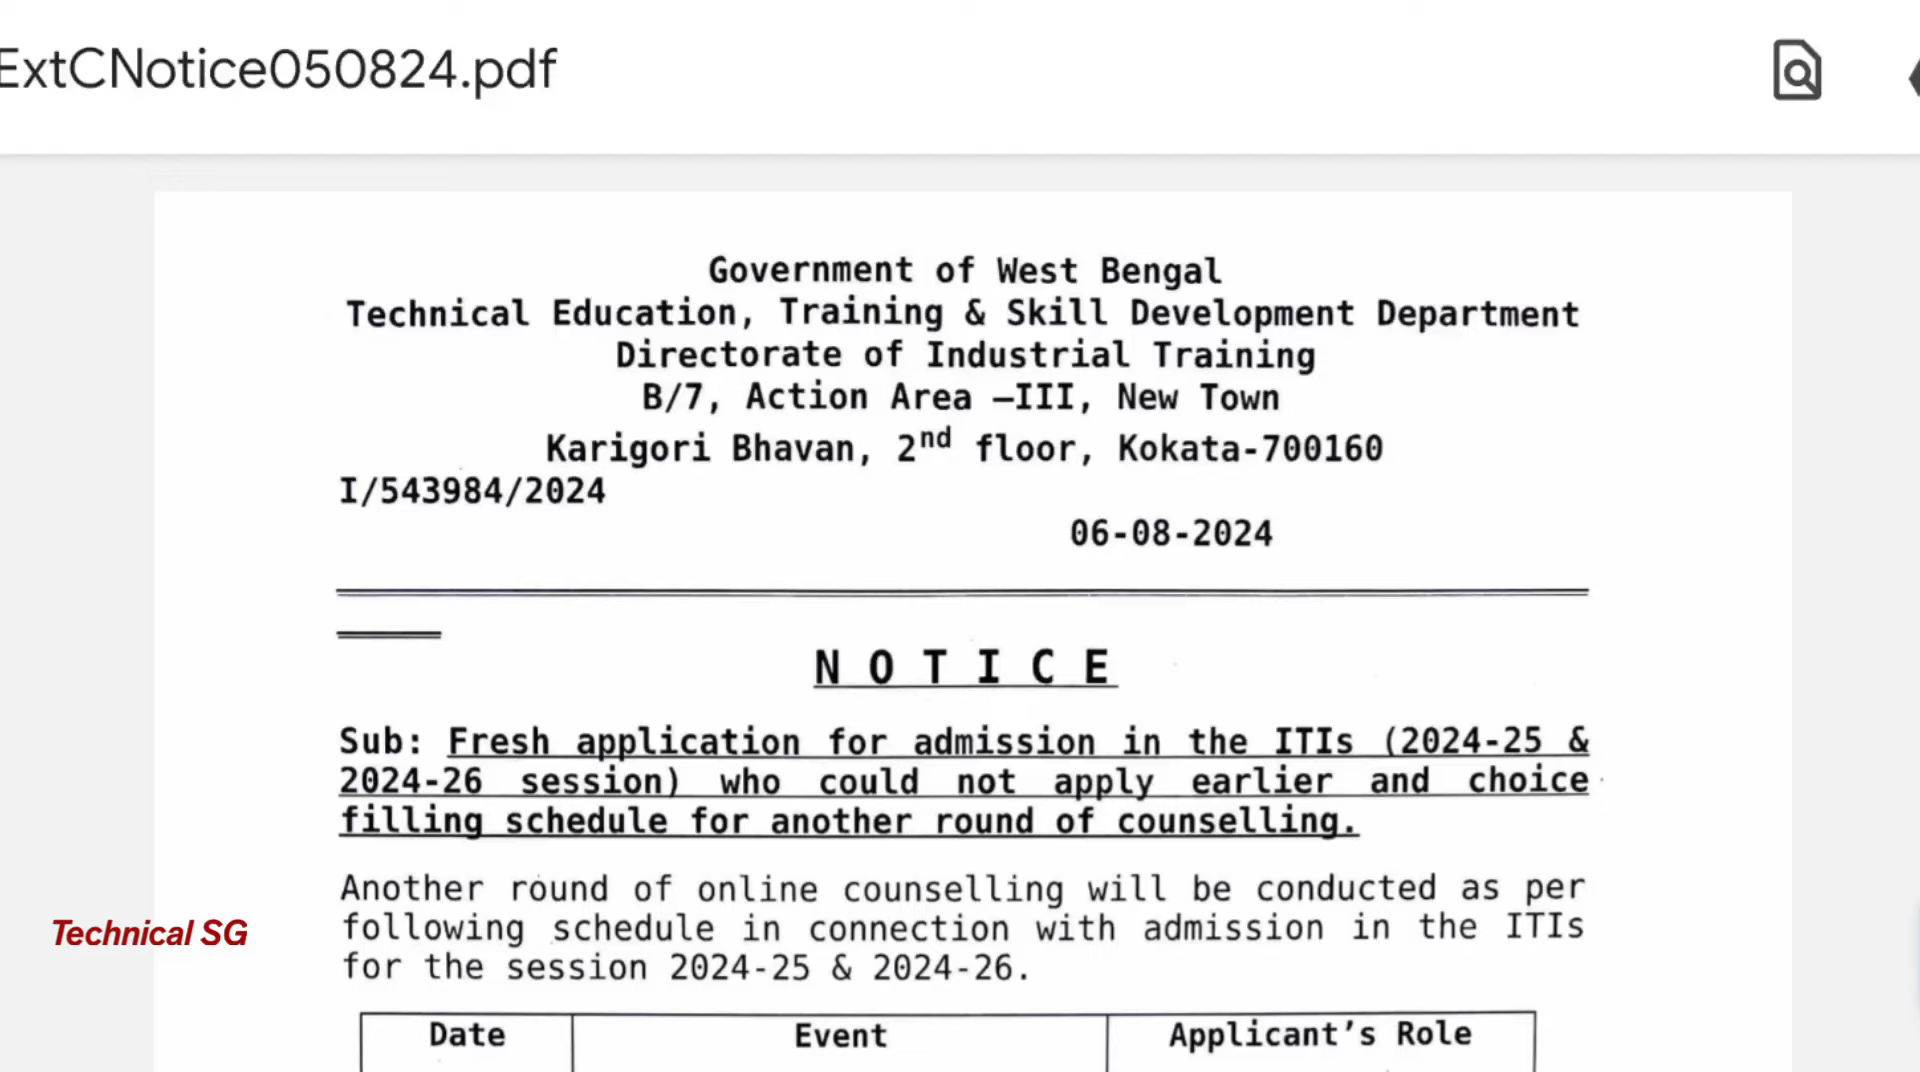 ExtCNotice050824.pdf
Government of West Bengal
Technical Education, Training & Skill Development Department
Directorate of Industrial Training
B/7, Action Area –III, New Town
Karigori Bhavan, 2nd floor, Kokata-700160
I/543984/2024
06-08-2024
N O T I C E
Sub: Fresh application for admission in the ITIs (2024-25 &
2024-26 session) who could not apply earlier and choice
filling schedule for another round of counselling.
Another round of online counselling will be conducted as per
following schedule in connection with admission in the ITIs
for the session 2024-25 & 2024-26.
Technical SG
Date Event Applicant’s Role